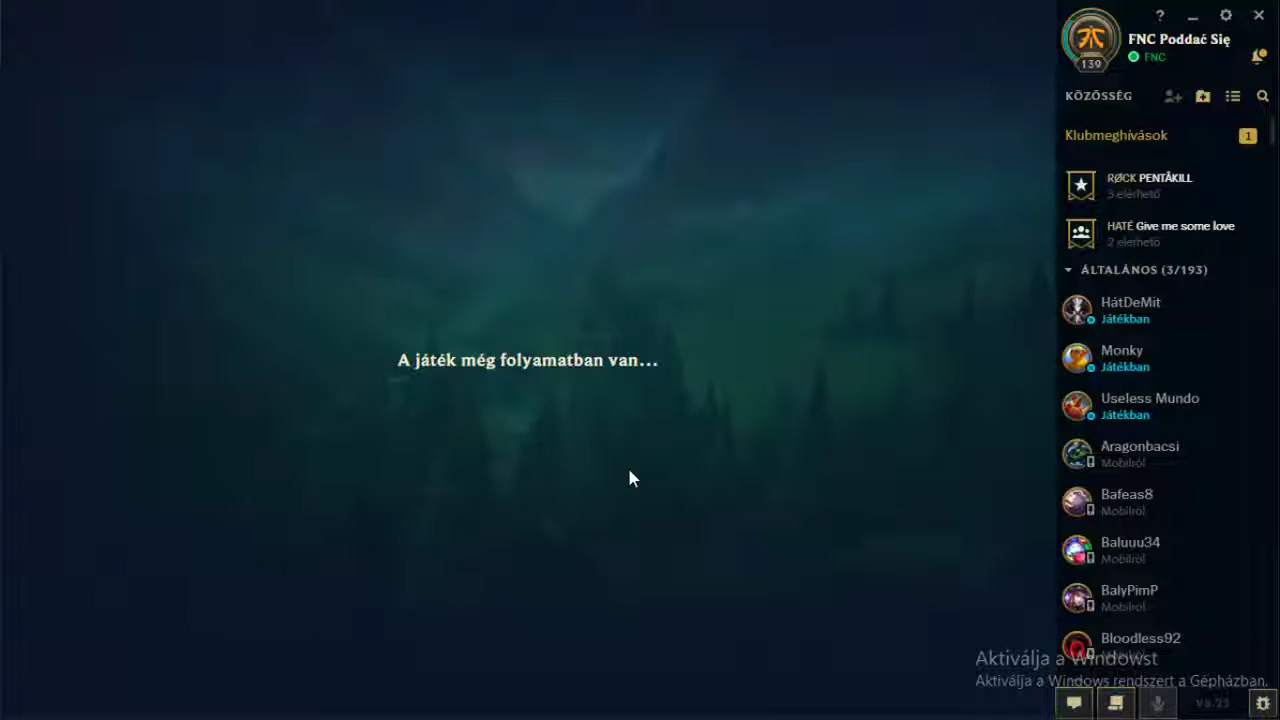 FNC Poddać Się
FNC
139
KÖZÖSSÉG
Klubmeghívások
1
RØCK PENTÅKILL
3 elérhető
HATÉ Give me some love
2 elérhető
ÁLTALÁNOS (3/193)
HátDeMit
Játékban
Monky
Játékban
Useless Mundo
Játékban
Aragonbacsi
Mobilról
Bafeas8
Mobilról
Baluuu34
Mobilról
BalyPimP
Mobilról
Bloodless92
A játék még folyamatban van...
Aktiválja a Windowst
Aktiválja a Windows rendszert a Gépházban.